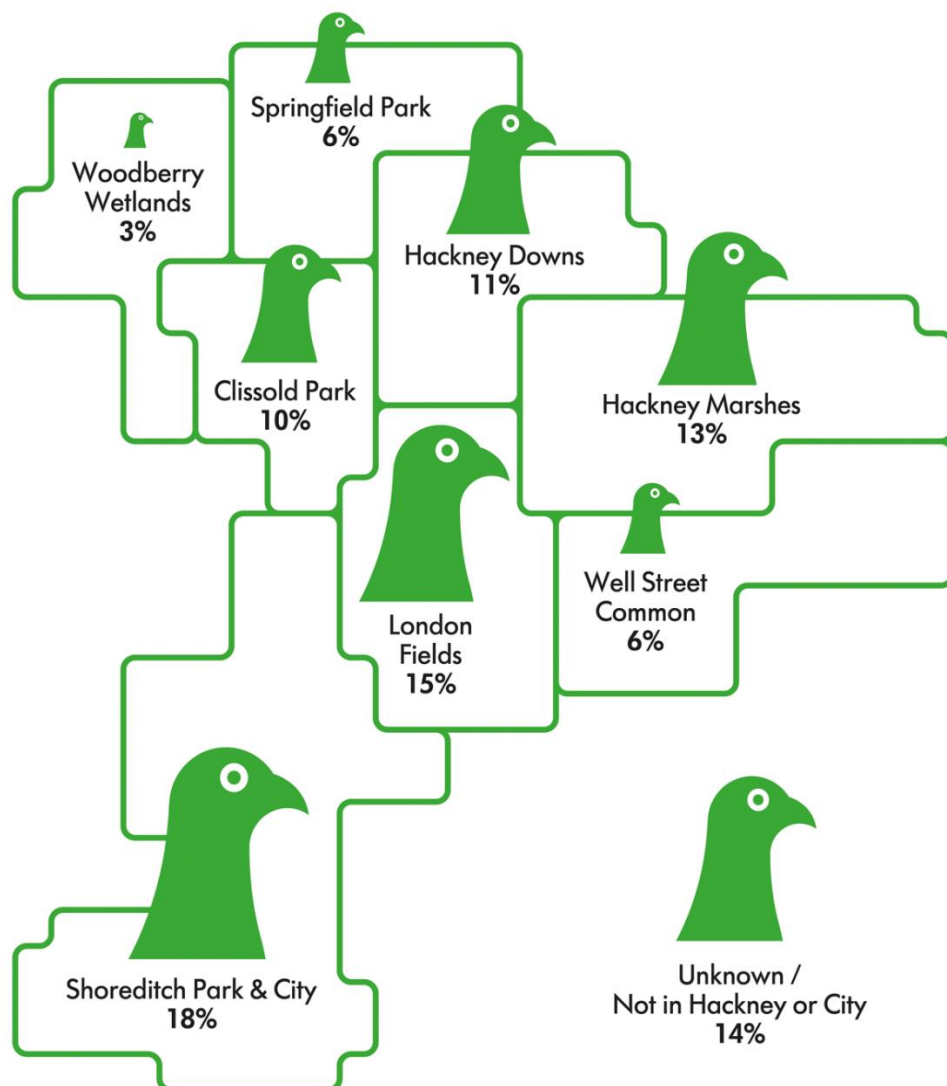 Springfield Park
6%
Woodberry
Wetlands
3%
Hackney Downs
11%
Clissold Park
10%
Hackney Marshes
13%
London
Fields
15%
Well Street
Common
6%
Shoreditch Park & City
18%
Unknown /
Not in Hackney or City
14%